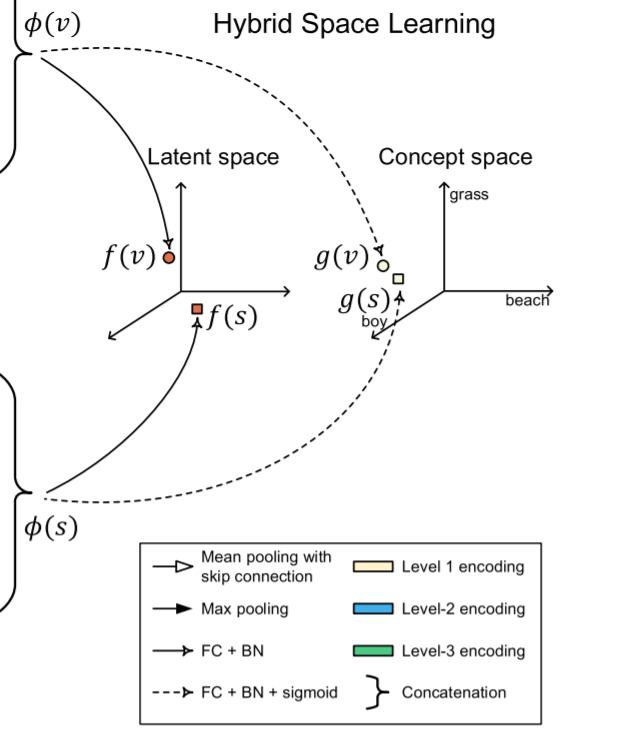 ϕ(v)
Hybrid Space Learning
Latent space
Concept space
grass
f(v)
g(v)
g(s)
beach
f(s)
boy
ϕ(s)
Mean pooling with
skip connection
Level 1 encoding
Max pooling
Level-2 encoding
FC + BN
Level-3 encoding
FC + BN + sigmoid
Concatenation